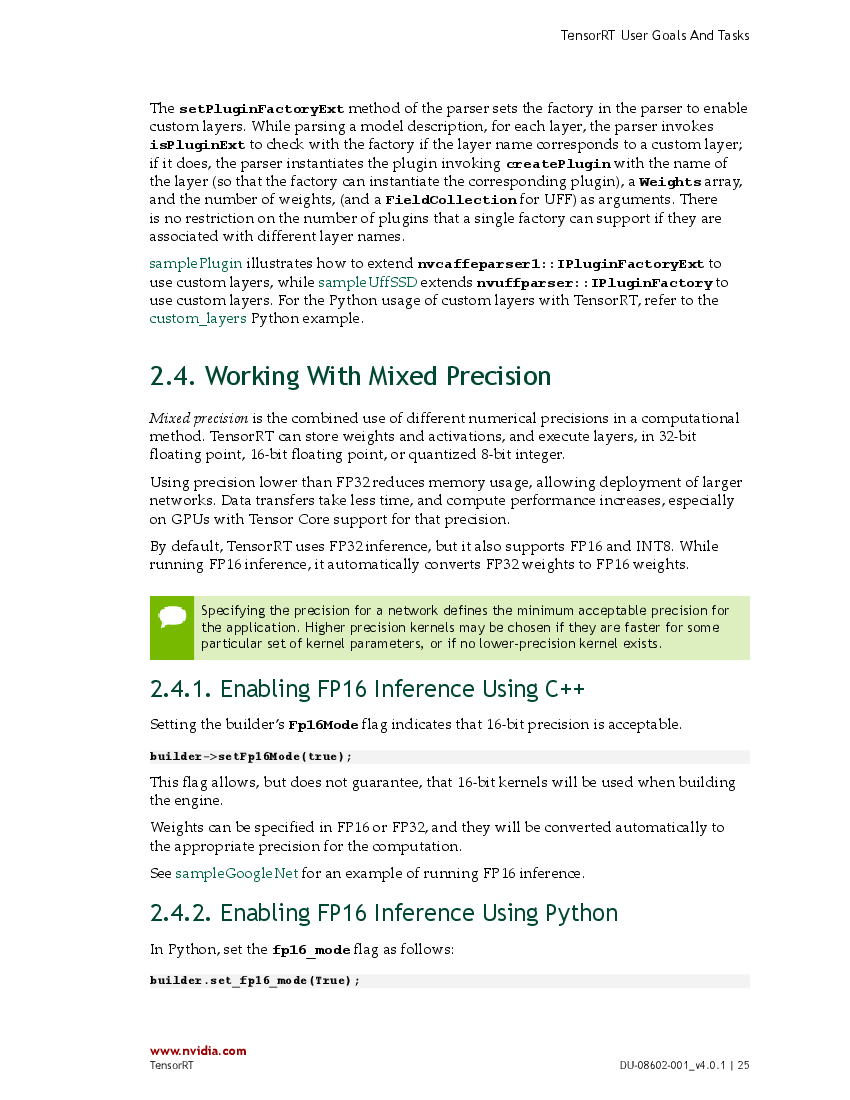 TensorRT User Goals And Tasks
The setPluginFactoryExt method of the parser sets the factory in the parser to enable
custom layers. While parsing a model description, for each layer, the parser invokes
isPluginExt to check with the factory if the layer name corresponds to a custom layer;
if it does, the parser instantiates the plugin invoking createPlugin with the name of
the layer (so that the factory can instantiate the corresponding plugin), a Weights array,
and the number of weights, (and a FieldCollection for UFF) as arguments. There
is no restriction on the number of plugins that a single factory can support if they are
associated with different layer names.
samplePlugin illustrates how to extend nvcaffeparser1::IPluginFactoryExt to
use custom layers, while sampleUffSSD extends nvuffparser::IPluginFactory to
use custom layers. For the Python usage of custom layers with TensorRT, refer to the
custom_layers Python example.
2.4. Working With Mixed Precision
Mixed precision is the combined use of different numerical precisions in a computational
method. TensorRT can store weights and activations, and execute layers, in 32-bit
floating point, 16-bit floating point, or quantized 8-bit integer.
Using precision lower than FP32 reduces memory usage, allowing deployment of larger
networks. Data transfers take less time, and compute performance increases, especially
on GPUs with Tensor Core support for that precision.
By default, TensorRT uses FP32 inference, but it also supports FP16 and INT8. While
running FP16 inference, it automatically converts FP32 weights to FP16 weights.
Specifying the precision for a network defines the minimum acceptable precision for
the application. Higher precision kernels may be chosen if they are faster for some
particular set of kernel parameters, or if no lower-precision kernel exists.
2.4.1. Enabling FP16 Inference Using C++
Setting the builder's Fp16Mode flag indicates that 16-bit precision is acceptable.
builder->setFp16Mode(true);
This flag allows, but does not guarantee, that 16-bit kernels will be used when building
the engine.
Weights can be specified in FP16 or FP32, and they will be converted automatically to
the appropriate precision for the computation.
See sampleGoogleNet for an example of running FP16 inference.
2.4.2. Enabling FP16 Inference Using Python
In Python, set the fp16_mode flag as follows:
builder.set_fp16_mode(True);
www.nvidia.com
TensorRT DU-08602-001_v4.0.1 | 25